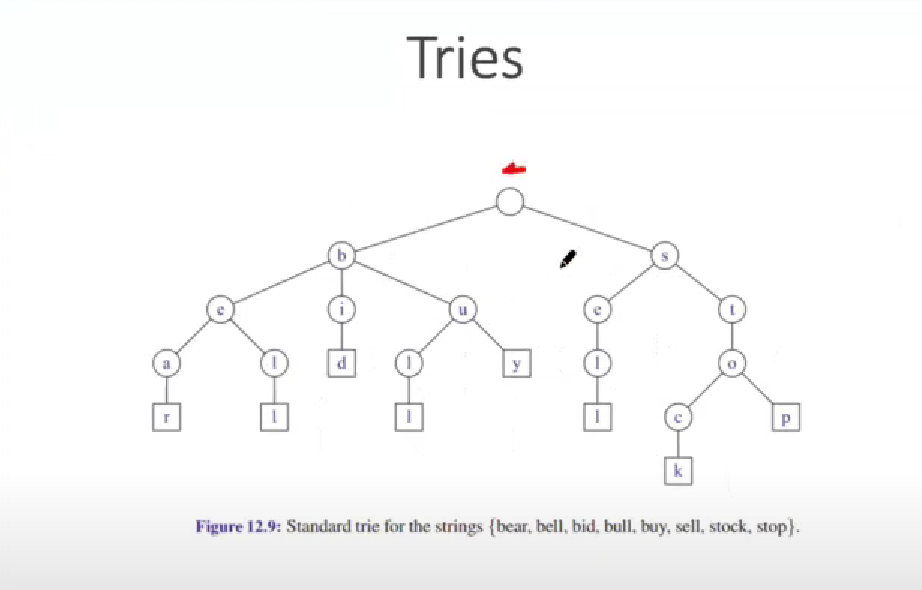 Tries
b
s
e
i
u
e
t
a
l
d
l
y
l
o
r
l
l
l
c
p
k
Figure 12.9: Standard trie for the strings {bear, bell, bid, bull, buy, sell, stock, stop}.